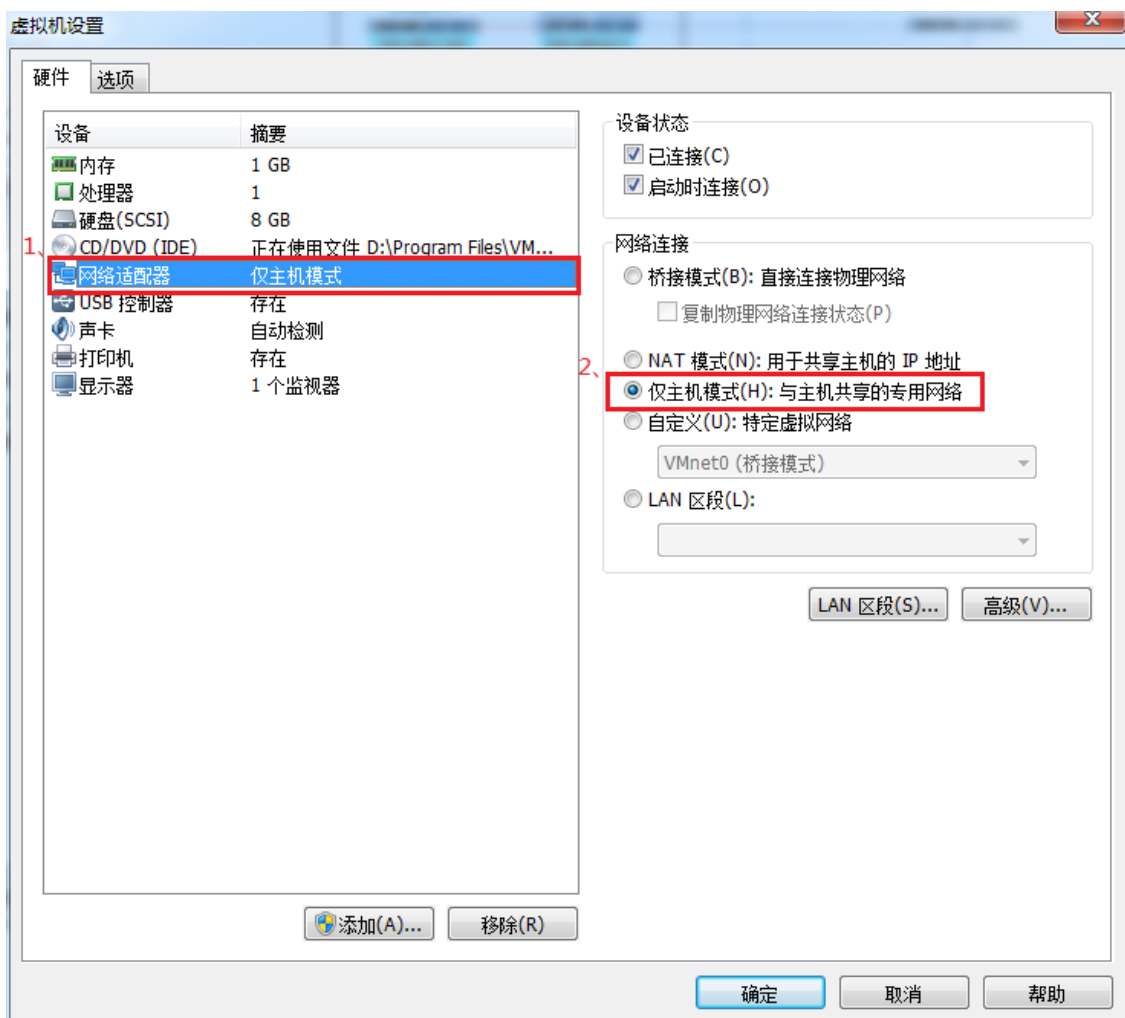 虚拟机设置
硬件
选项
设备 摘要
内存 1 GB
处理器 1
硬盘(SCSI) 8 GB
1、
CD/DVD (IDE) 正在使用文件 D:\Program Files\VM...
网络适配器 仅主机模式
USB 控制器 存在
声卡 自动检测
打印机 存在
显示器 1 个监视器
添加(A)...
移除(R)
设备状态
已连接(C)
启动时连接(O)
网络连接
桥接模式(B): 直接连接物理网络
复制物理网络连接状态(P)
NAT 模式(N): 用于共享主机的 IP 地址
2、
仅主机模式(H): 与主机共享的专用网络
自定义(U): 特定虚拟网络
VMnet0 (桥接模式)
LAN 区段(L):
LAN 区段(S)...
高级(V)...
确定
取消
帮助